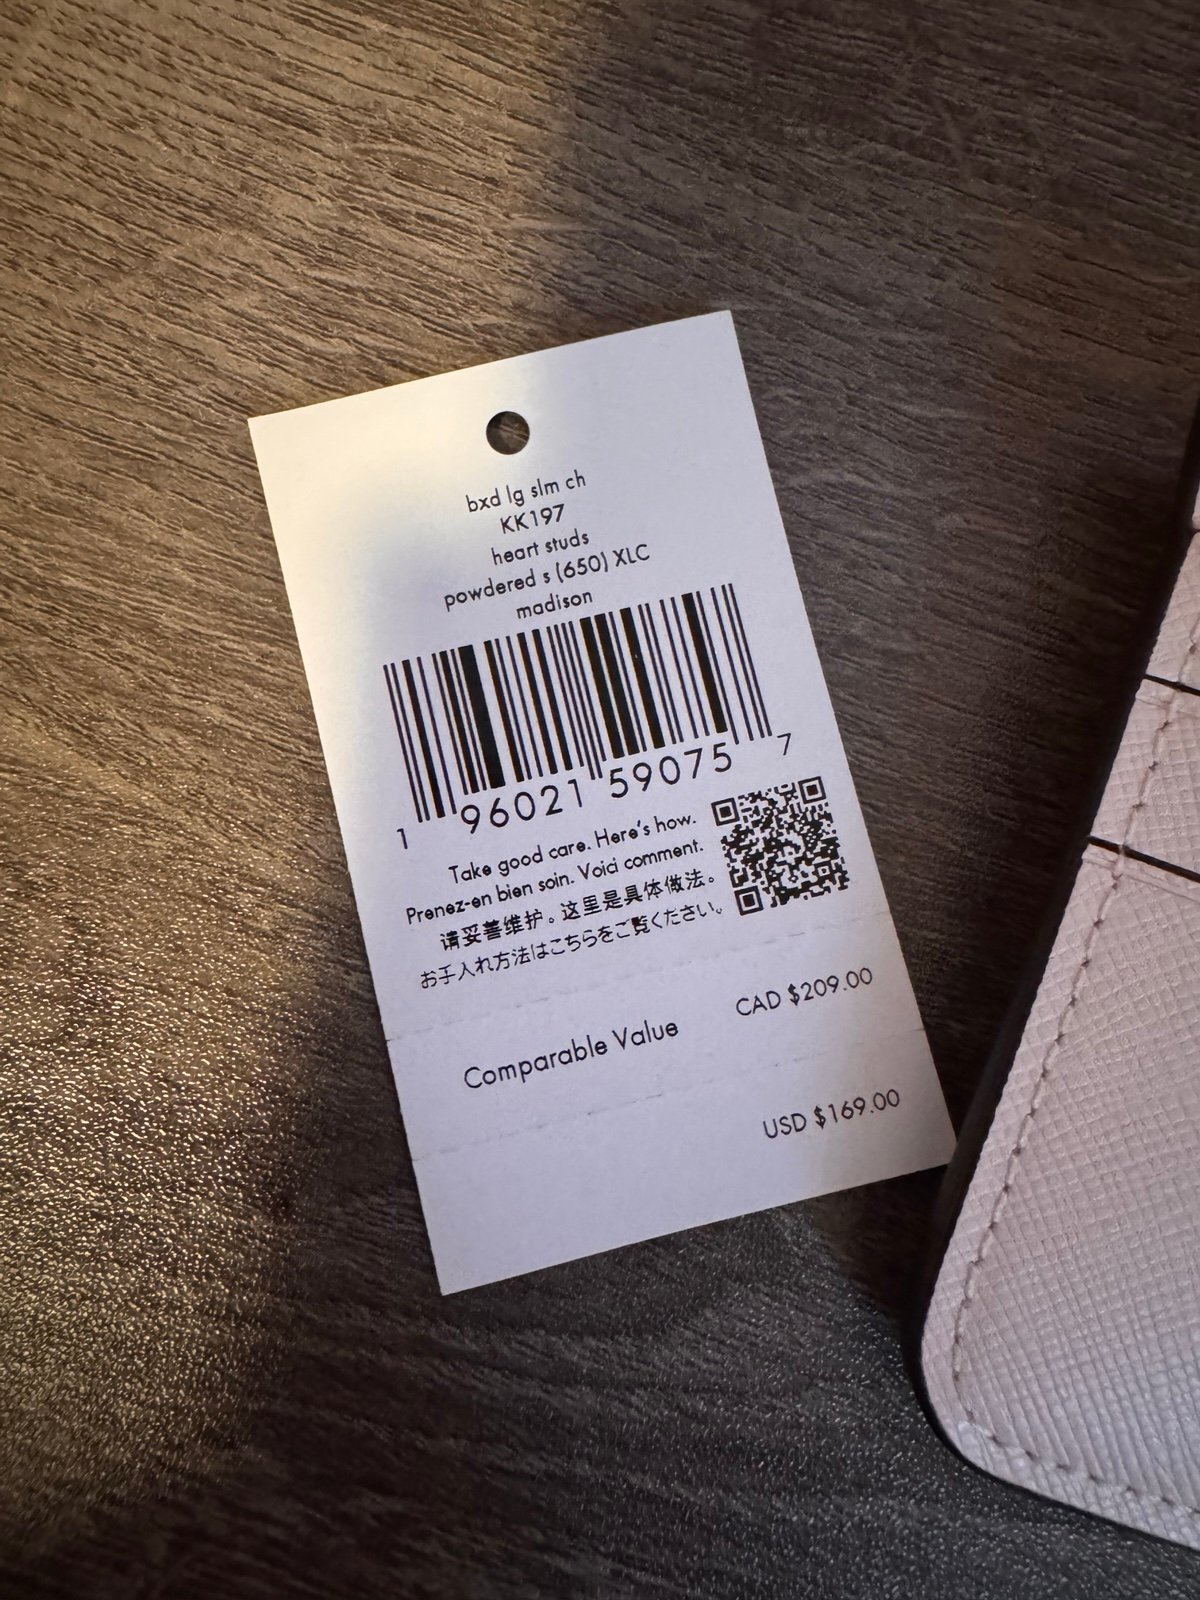 bxd lg slm ch
KK197
heart studs
powdered s (650) XLC
madison
1 96021 59075 7
Take good care. Here's how.
Prenez-en bien soin. Voici comment.
请妥善维护。这里是具体做法。
お手入れ方法はこちらをご覧ください。
CAD $209.00
Comparable Value
USD $169.00